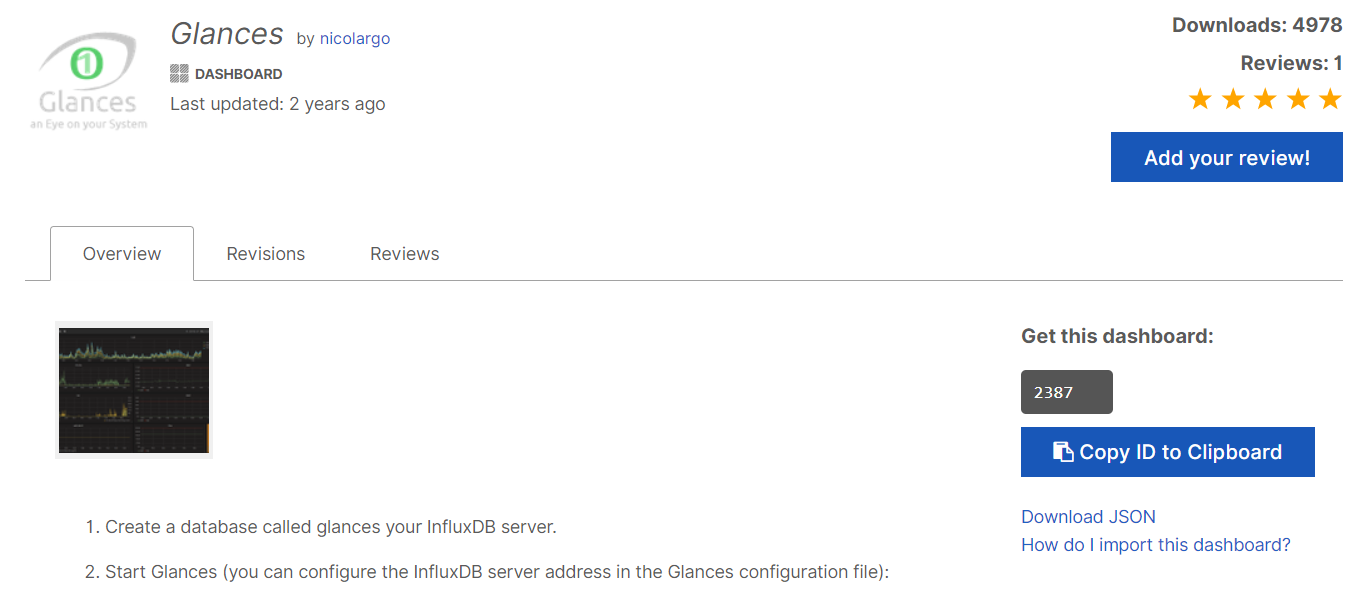 Glances by nicolargo
DASHBOARD
Last updated: 2 years ago
Glances
an Eye on your System
Downloads: 4978
Reviews: 1
Add your review!
Overview
Revisions
Reviews
Get this dashboard:
2387
Copy ID to Clipboard
Download JSON
How do I import this dashboard?
1. Create a database called glances your InfluxDB server.
2. Start Glances (you can configure the InfluxDB server address in the Glances configuration file):